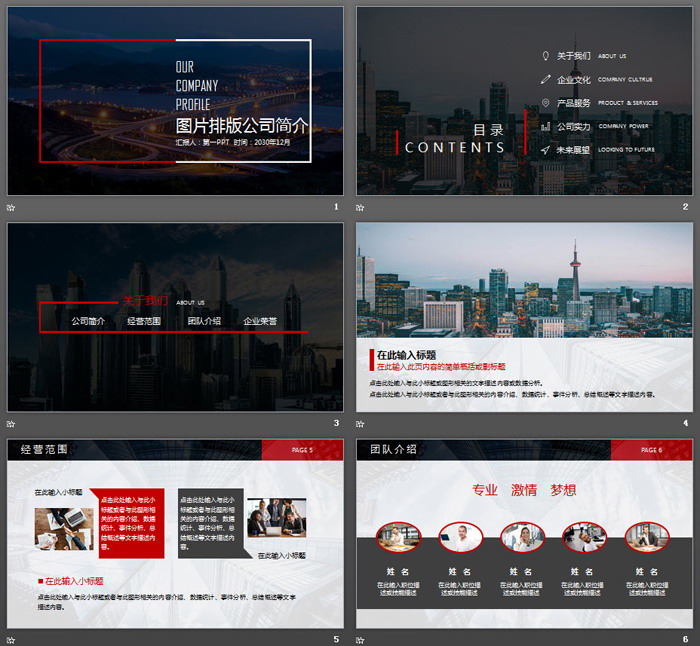 OUR
COMPANY
PROFILE
图片排版公司简介
汇报人：第一PPT 时间：2030年12月
1
目录
CONTENTS
关于我们 ABOUT US
企业文化 COMPANY CULTRUE
产品服务 PRODUCT & SERVICES
公司实力 COMPANY POWER
未来展望 LOOKING TO FUTURE
2
关于我们 ABOUT US
公司简介 经营范围 团队介绍 企业荣誉
3
在此输入标题
在此输入此页内容的简单概括或副标题
点击此处输入与此小标题或图形相关的文字描述内容或数据分析。
点击此处输入与此小标题或者与此图形相关的内容介绍、数据统计、事件分析、总结概述等文字描述内容。
4
经营范围
PAGE 5
在此输入小标题
点击此处输入与此小
标题或者与此图形相
关的内容介绍、数据
统计、事件分析、总
结概述等文字描述内
容。
点击此处输入与此小
标题或者与此图形相
关的内容介绍、数据
统计、事件分析、总
结概述等文字描述内
容。
在此输入小标题
在此输入小标题
点击此处输入与此小标题或者与此图形相关的内容介绍、数据统计、事件分析、总结概述等文字描述内容。
5
团队介绍
PAGE 6
专业 激情 梦想
姓 名 姓 名 姓 名 姓 名 姓 名
在此输入职位描 在此输入职位描 在此输入职位描 在此输入职位描 在此输入职位描
述或技能描述 述或技能描述 述或技能描述 述或技能描述 述或技能描述
6